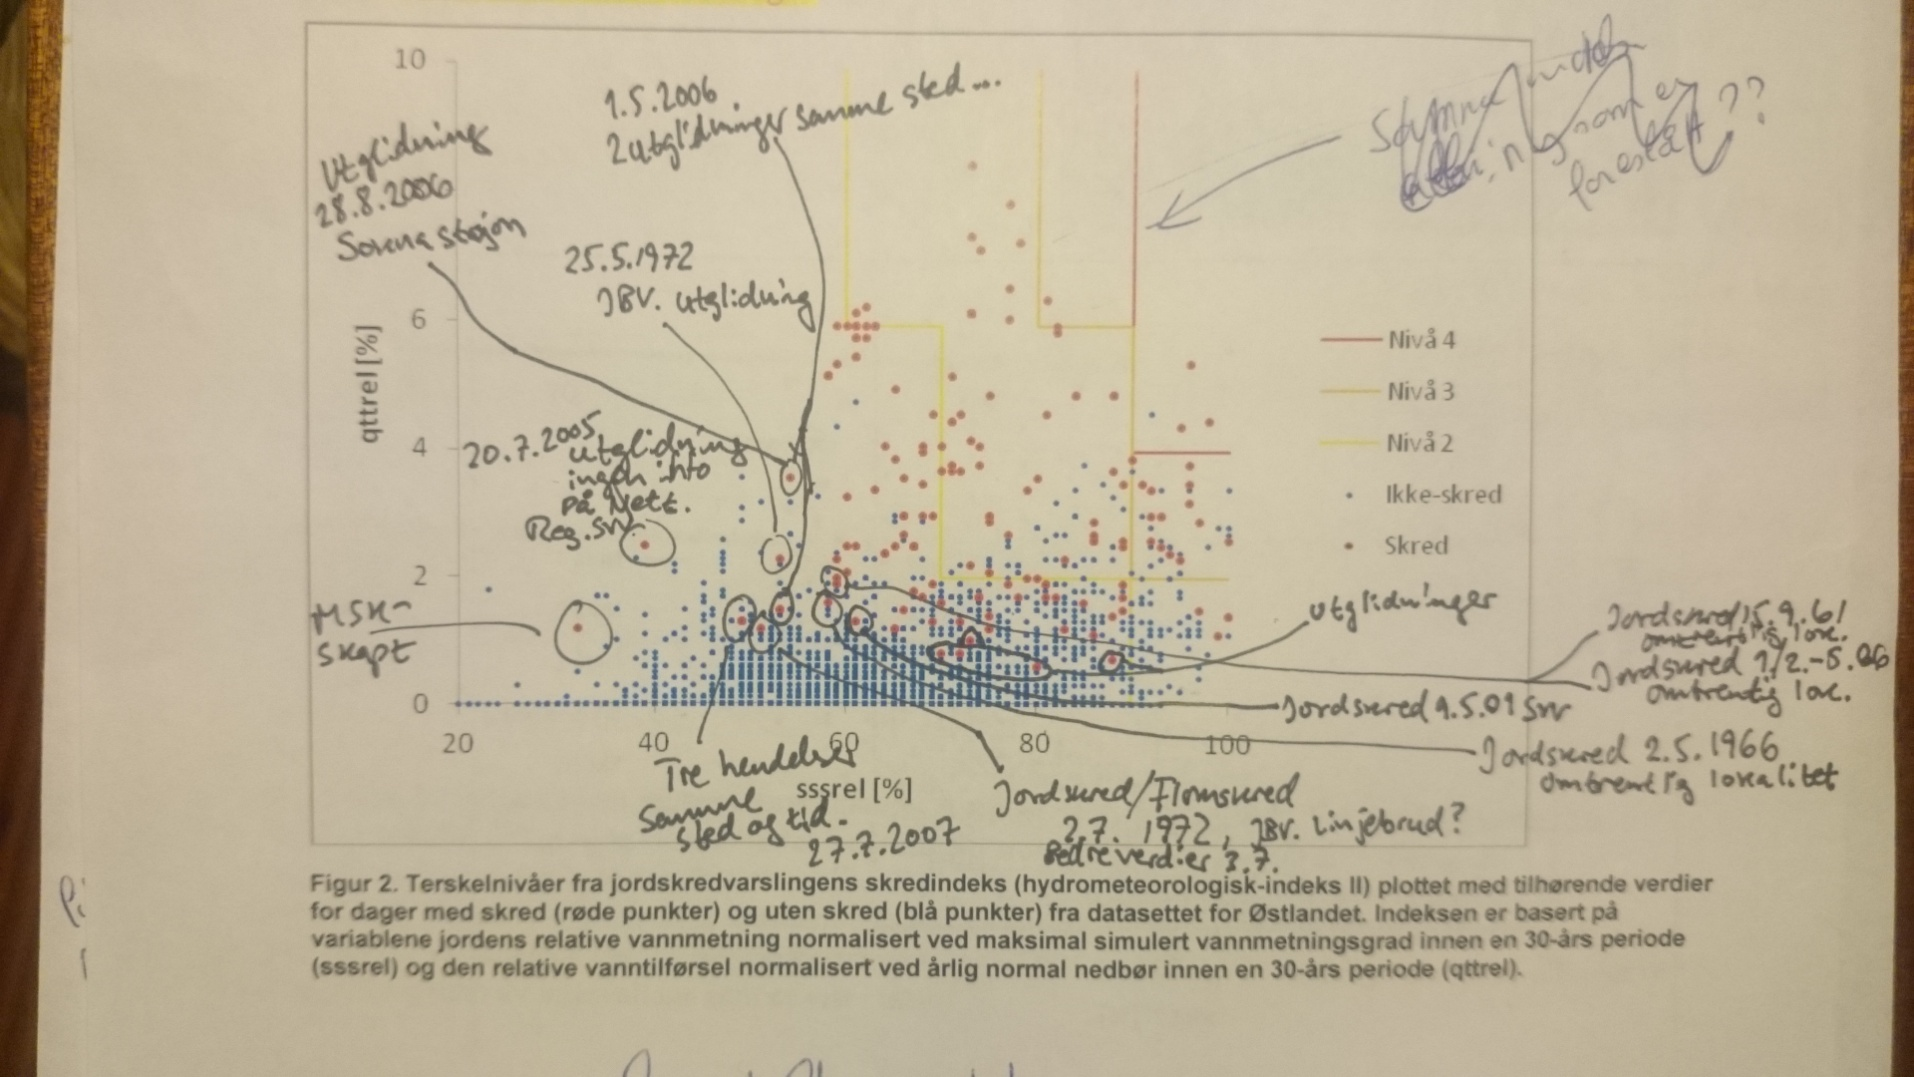 10
1.5.2006
2 utglidninger samme sted ...
Utglidning
28.8.2006
stasjon
25.5.1972
JBV. utglidning
6
qttrel [%]
Nivå 4
Nivå 3
20.7.2005
utglidning
4
Nivå 2
ingen info
på Nett.
Ikke-skred
Reg. SVV
Skred
2
MSK-
skapt
utglidninger
Jordskred 15.9.61
omtrentlig lok.
Jordskred 1/2.-5.
omtrentlig lok.
0
Jordskred 9.5.01 SVV
20
40
60
80
100
Jordskred 2.5.1966
omtrentlig lokalitet
Tre hendelser
samme
sted og tid.
27.7.2007
sssrel [%]
Jordskred/Flomskred
2.7. 1972, JBV. Linjebrudd?
Bedre verdier 3.7.
Figur 2. Terskelnivåer fra jordskredvarslingens skredindeks (hydrometeorologisk-indeks II) plottet med tilhørende verdier
for dager med skred (røde punkter) og uten skred (blå punkter) fra datasettet for Østlandet. Indeksen er basert på
variablene jordens relative vannmetning normalisert ved maksimal simulert vannmetningsgrad innen en 30-års periode
(sssrel) og den relative vanntilførsel normalisert ved årlig normal nedbør innen en 30-års periode (qttrel).